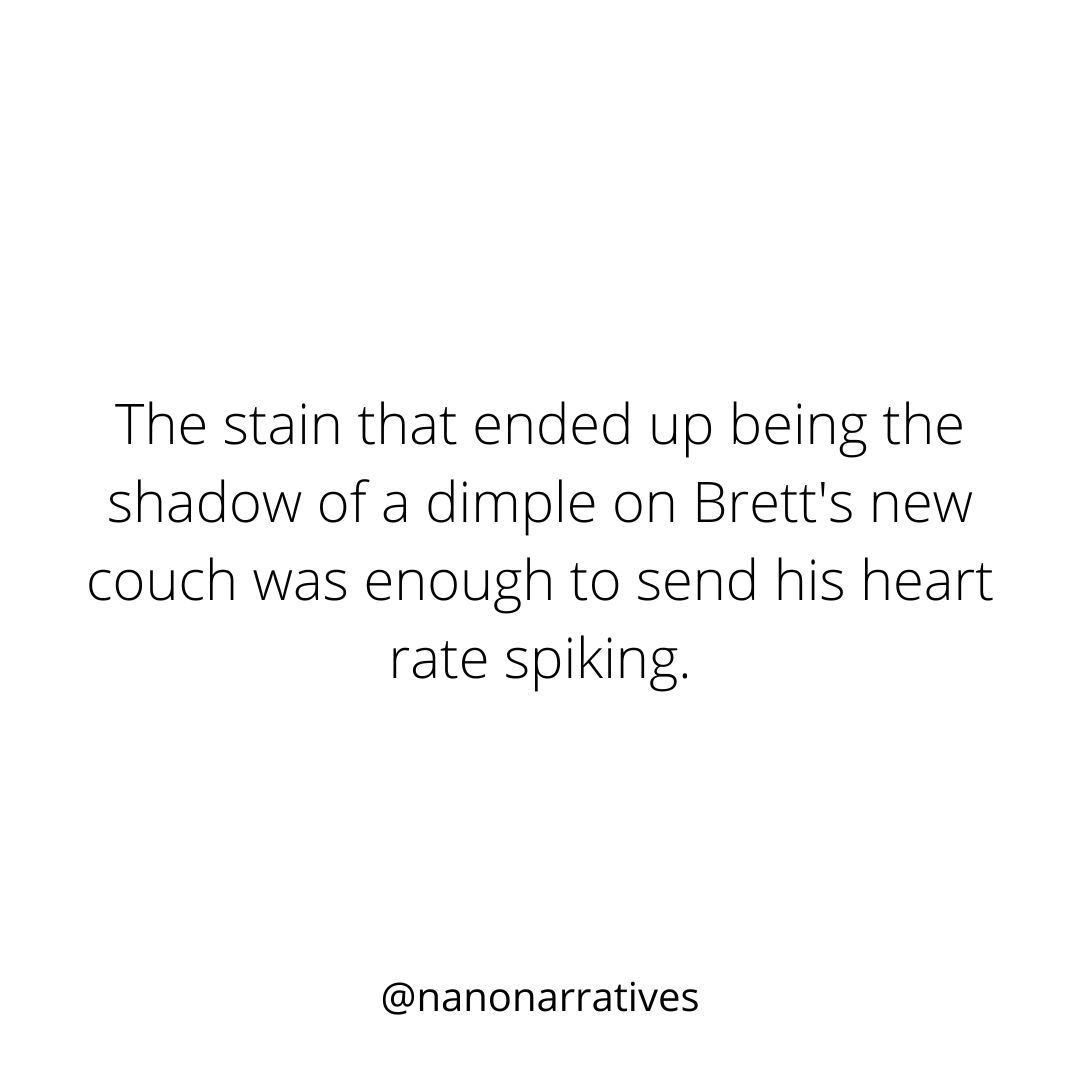 The stain that ended up being the
shadow of a dimple on Brett's new
couch was enough to send his heart
rate spiking.
@nanonarratives